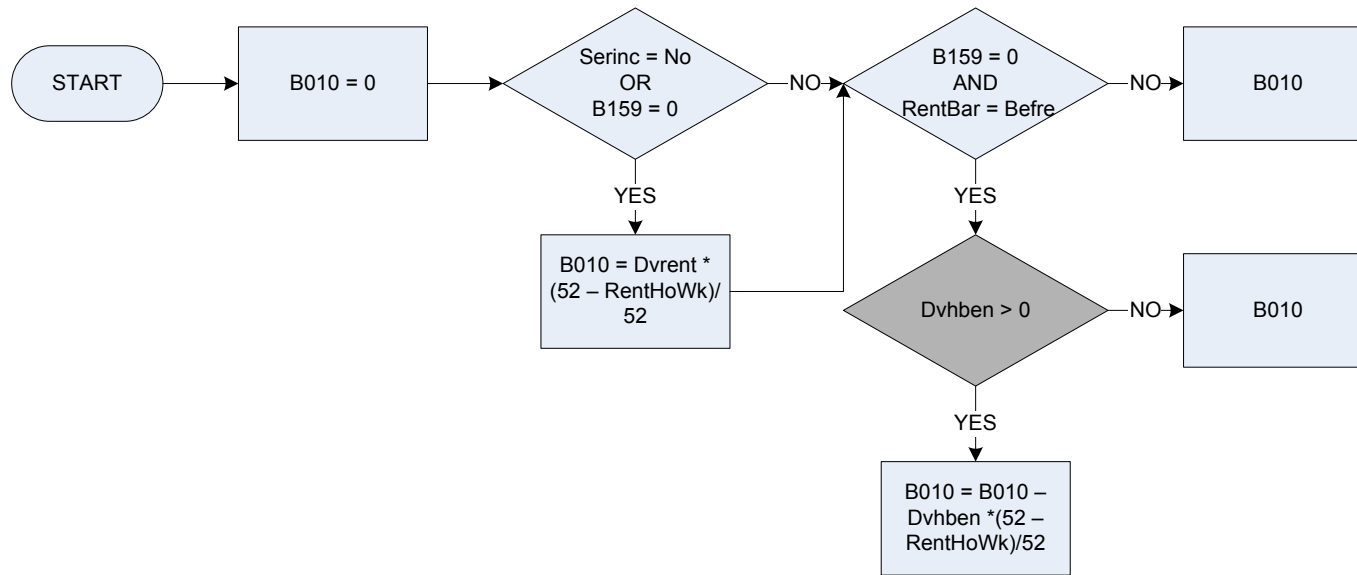 START
B010 = 0
Serinc = No
OR
B159 = 0
NO
B159 = 0
AND
RentBar = Befre
NO
B010
YES
YES
B010 = Dvrent *
(52 – RentHoWk)/
52
Dvhben > 0
NO
B010
YES
B010 = B010 –
Dvhben *(52 –
RentHoWk)/52